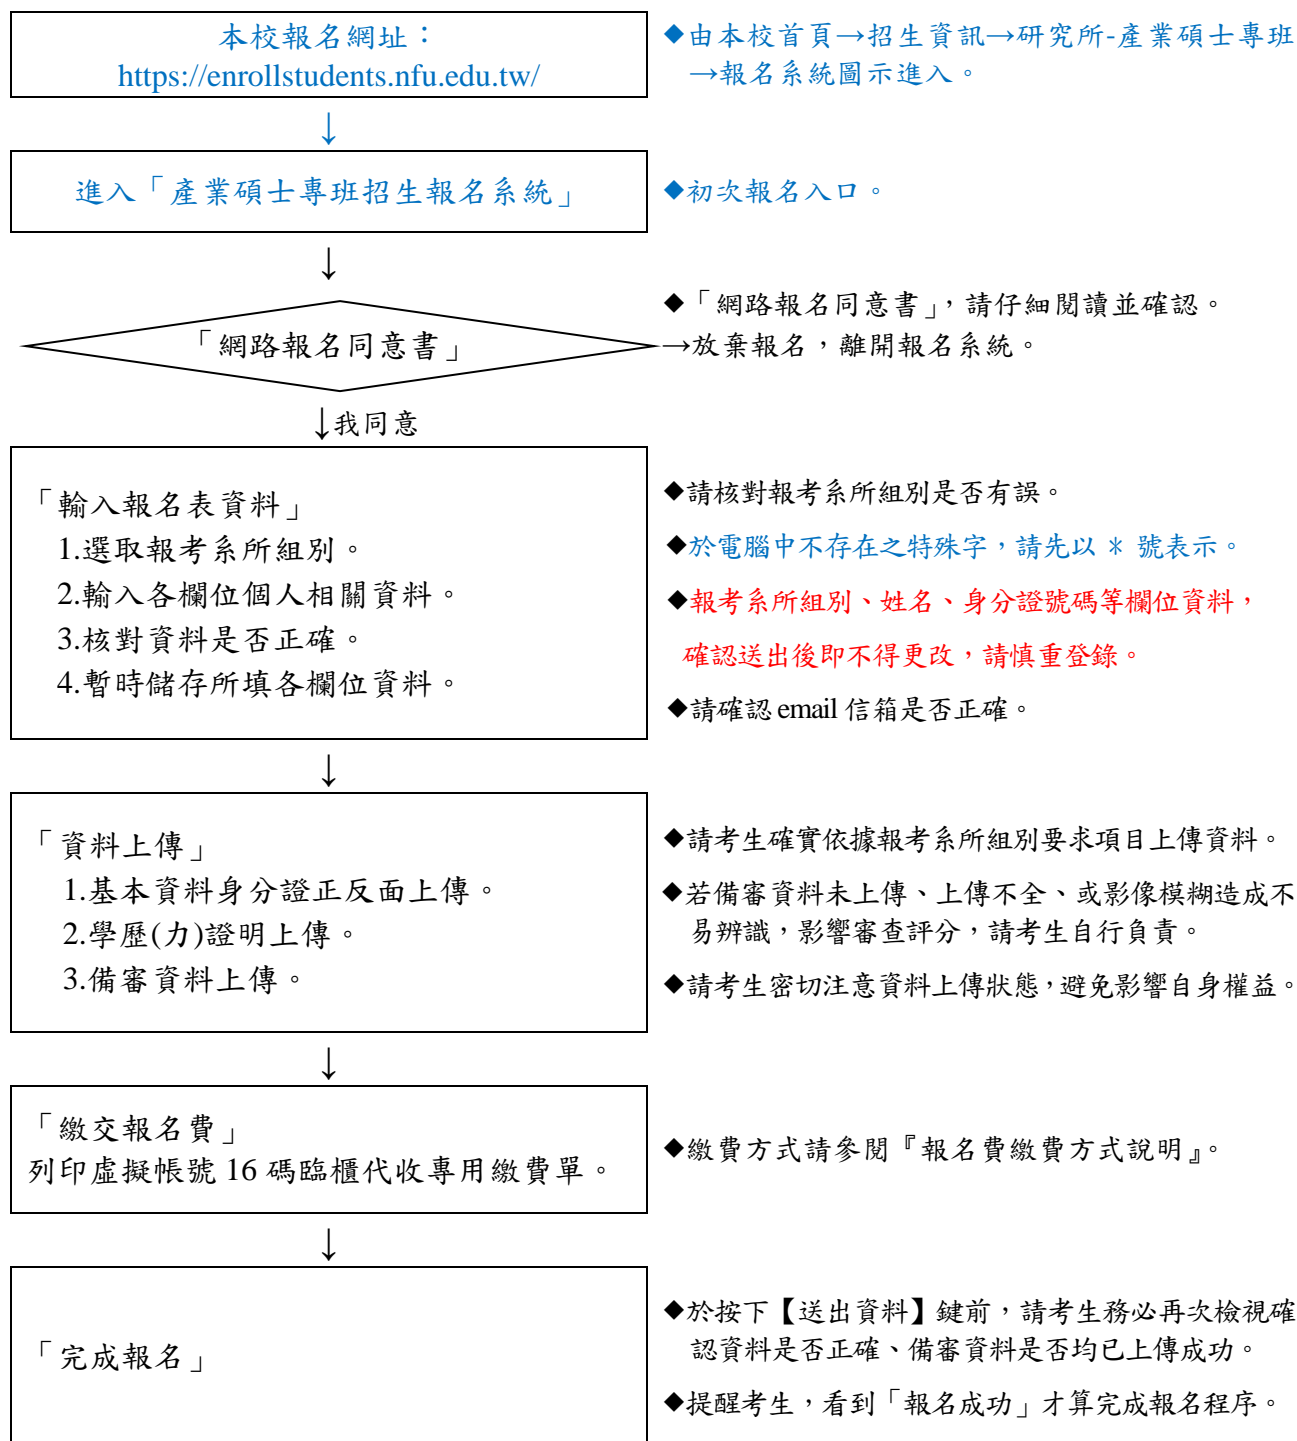 本校報名網址：
https://enrollstudents.nfu.edu.tw/
◆由本校首頁→招生資訊→研究所-產業碩士專班
→報名系統圖示進入。
↓
進入「產業碩士專班招生報名系統」
◆初次報名入口。
↓
「網路報名同意書」
◆「網路報名同意書」，請仔細閱讀並確認。
→放棄報名，離開報名系統。
↓我同意
「輸入報名表資料」
1.選取報考系所組別。
2.輸入各欄位個人相關資料。
3.核對資料是否正確。
4.暫時儲存所填各欄位資料。
◆請核對報考系所組別是否有誤。
◆於電腦中不存在之特殊字，請先以 ＊ 號表示。
◆報考系所組別、姓名、身分證號碼等欄位資料，
確認送出後即不得更改，請慎重登錄。
◆請確認 email 信箱是否正確。
↓
「資料上傳」
1.基本資料身分證正反面上傳。
2.學歷(力)證明上傳。
3.備審資料上傳。
◆請考生確實依據報考系所組別要求項目上傳資料。
◆若備審資料未上傳、上傳不全、或影像模糊造成不
易辨識，影響審查評分，請考生自行負責。
◆請考生密切注意資料上傳狀態，避免影響自身權益。
↓
「繳交報名費」
列印虛擬帳號 16 碼臨櫃代收專用繳費單。
◆繳費方式請參閱『報名費繳費方式說明』。
↓
「完成報名」
◆於按下【送出資料】鍵前，請考生務必再次檢視確
認資料是否正確、備審資料是否均已上傳成功。
◆提醒考生，看到「報名成功」才算完成報名程序。